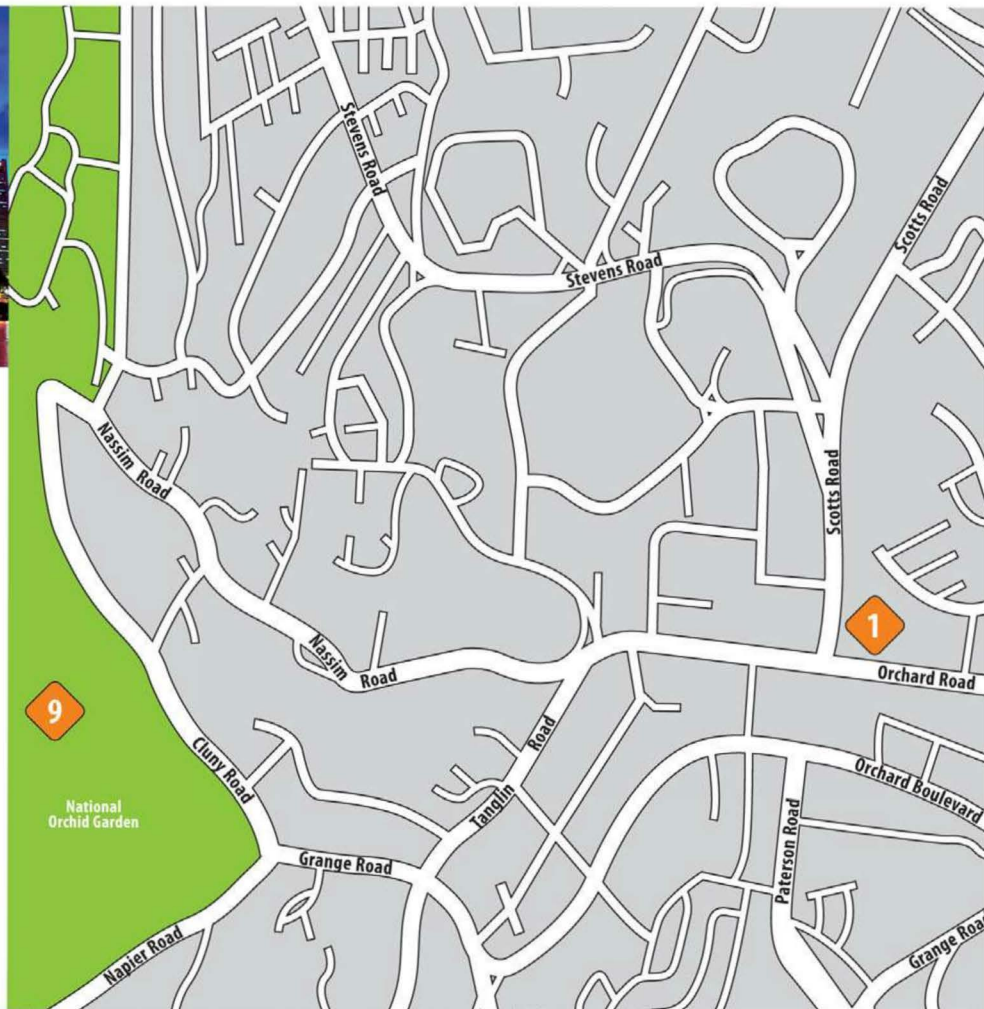 Stevens Road
Scotts Road
Stevens Road
Nassim Road
Scotts Road
1
Nassim
Road
Orchard Road
9
Cluny Road
Road
Tanglin
Orchard Boulevard
National
Orchid Garden
Paterson Road
Grange Road
Napier Road
Grange Roa